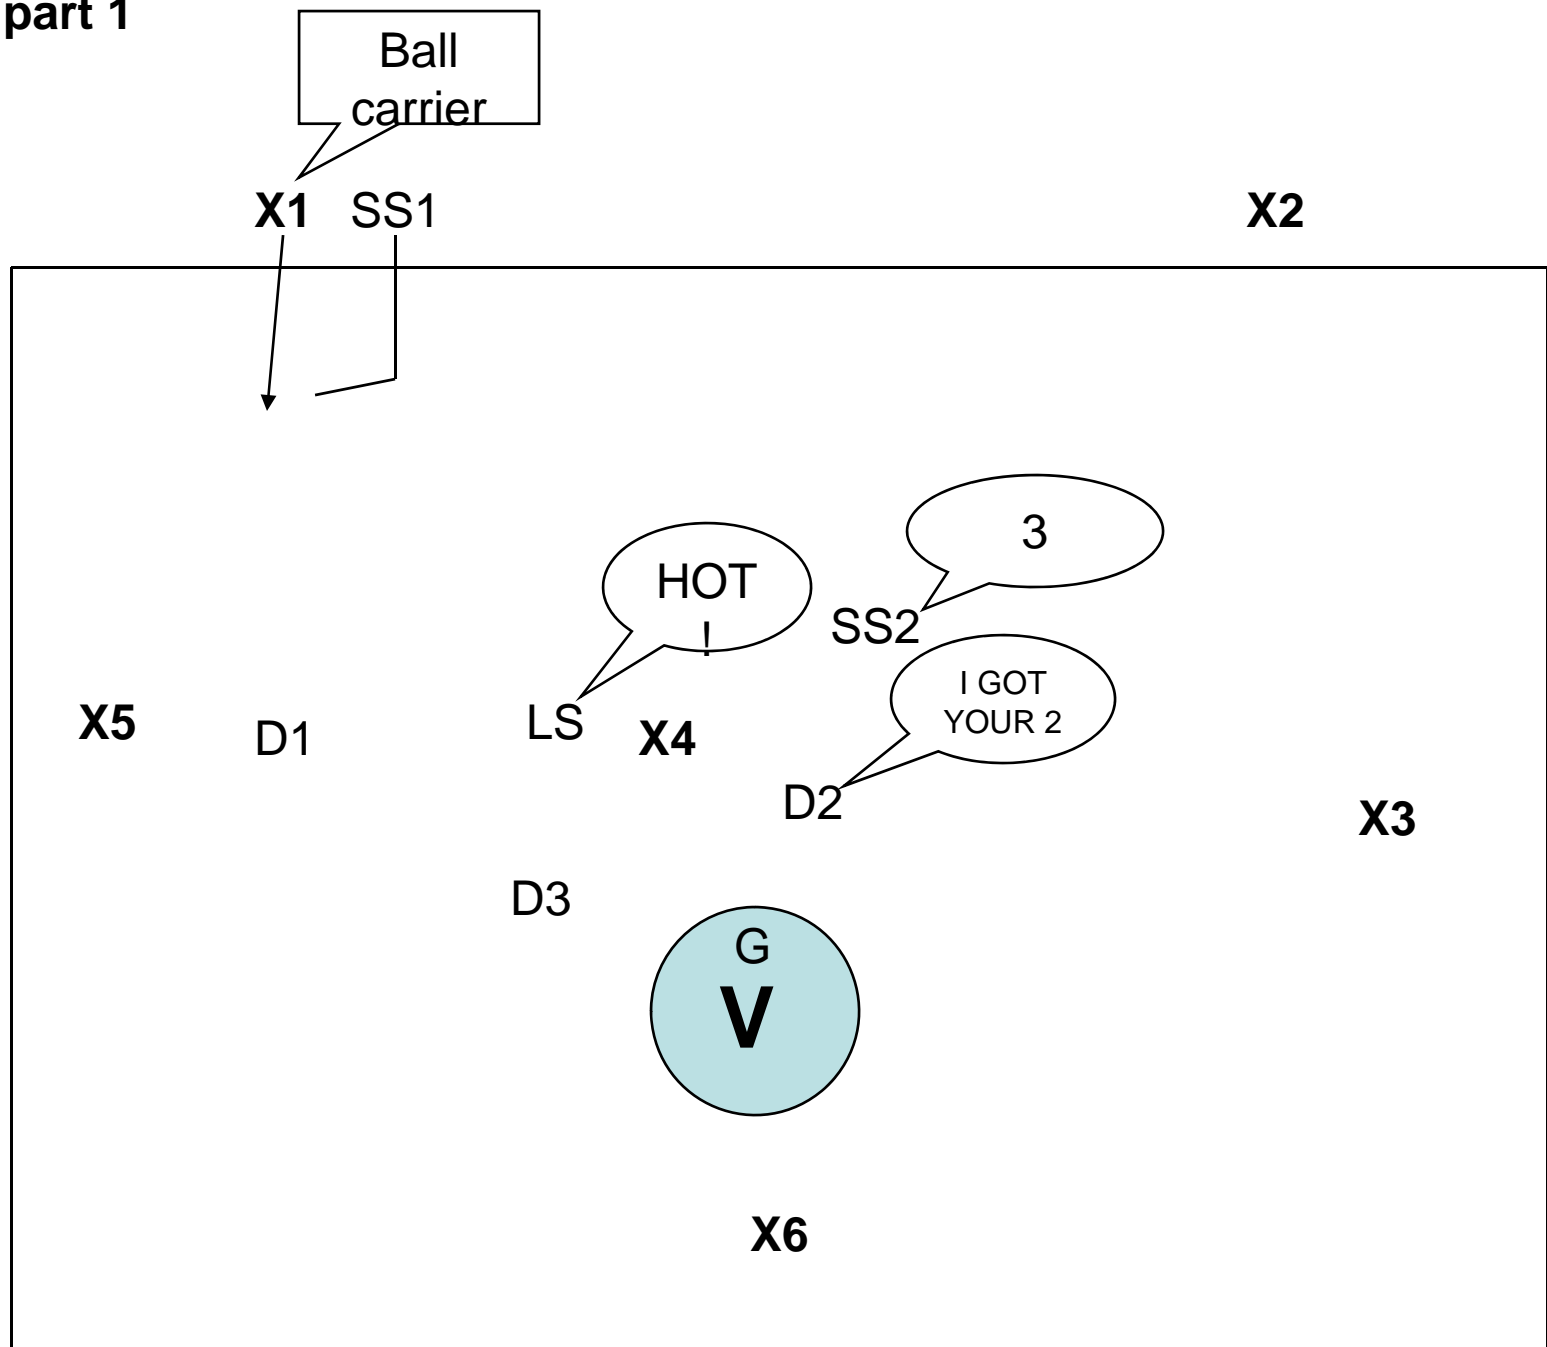 part 1
Ball
carrier
X1 SS1 X2
3
HOT
!
SS2
I GOT
YOUR 2
X5 D1 LS X4
D2
X3
D3
G
V
X6